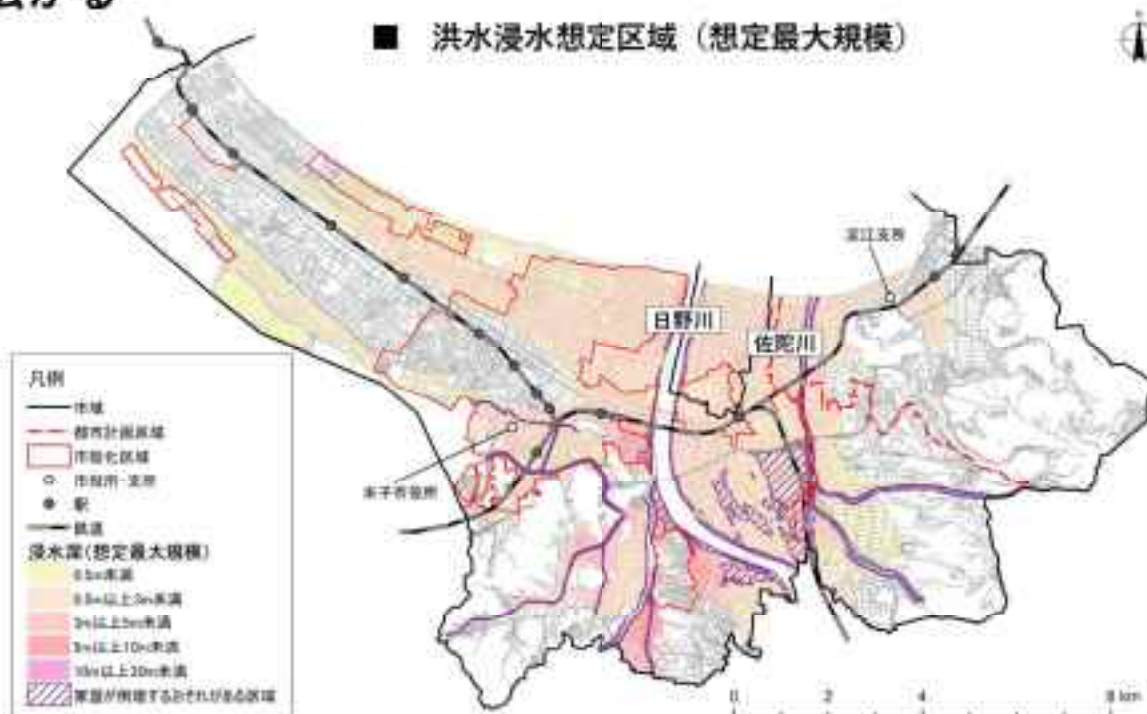 ■ 洪水浸水想定区域（想定最大規模）
淀江支所
日野川
佐陀川
米子市役所
凡例
市域
都市計画区域
市街化区域
市役所・支所
駅
鉄道
浸水深(想定最大規模)
0.5m未満
0.5m以上3m未満
3m以上5m未満
5m以上10m未満
10m以上20m未満
家屋が倒壊するおそれがある区域
0 2 4 8 km